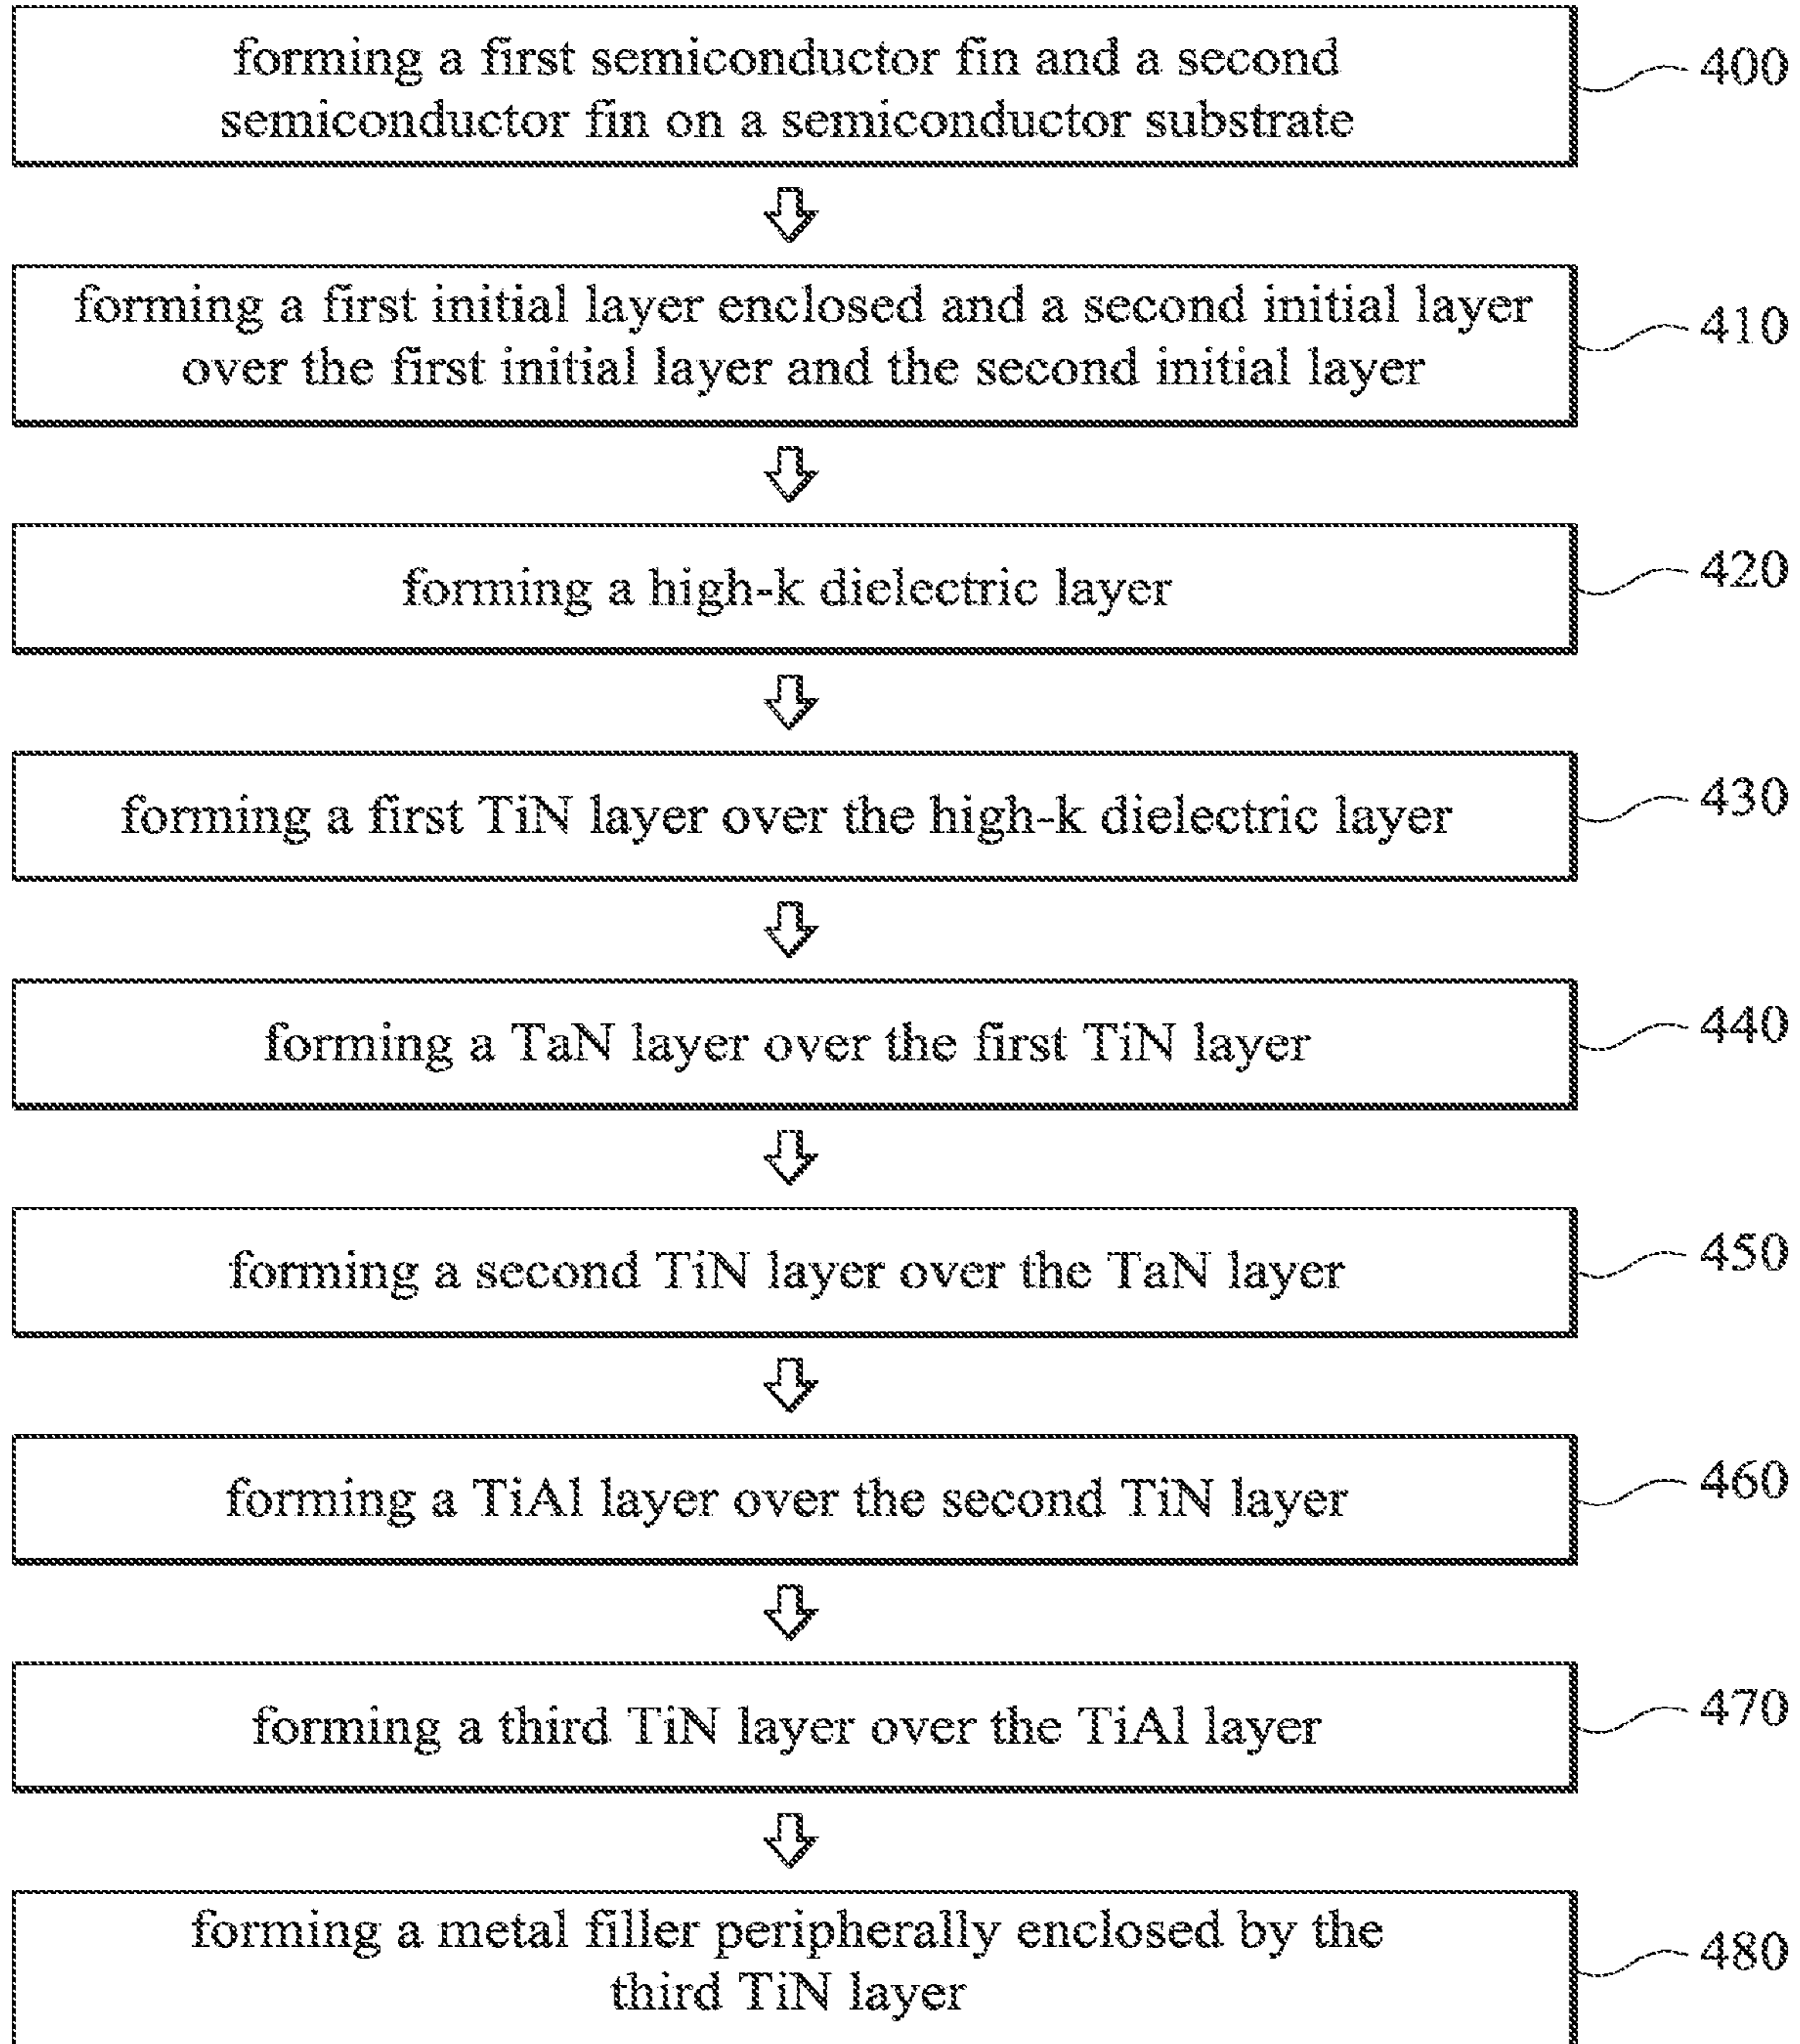 forming a first semiconductor fin and a second
semiconductor fin on a semiconductor substrate
400
forming a first initial layer enclosed and a second initial layer
over the first initial layer and the second initial layer
410
forming a high-k dielectric layer
420
forming a first TiN layer over the high-k dielectric layer
430
forming a TaN layer over the first TiN layer
440
forming a second TiN layer over the TaN layer
450
forming a TiAl layer over the second TiN layer
460
forming a third TiN layer over the TiAl layer
470
forming a metal filler peripherally enclosed by the
third TiN layer
480